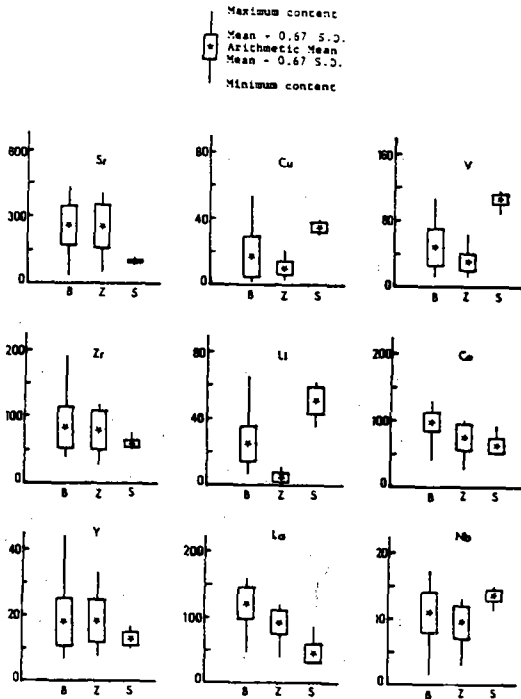 Maximum content
Mean - 0.67 S.D.
Arithmetic Mean
Mean - 0.67 S.D.
Minimum content
Sr
800
300
0
B Z S
Cu
80
40
0
B Z S
V
160
80
0
B Z S
Zr
200
100
0
B Z S
Li
80
40
0
B Z S
Ce
200
100
0
B Z S
Y
40
20
0
B Z S
La
200
100
0
B Z S
Nb
20
10
0
B Z S